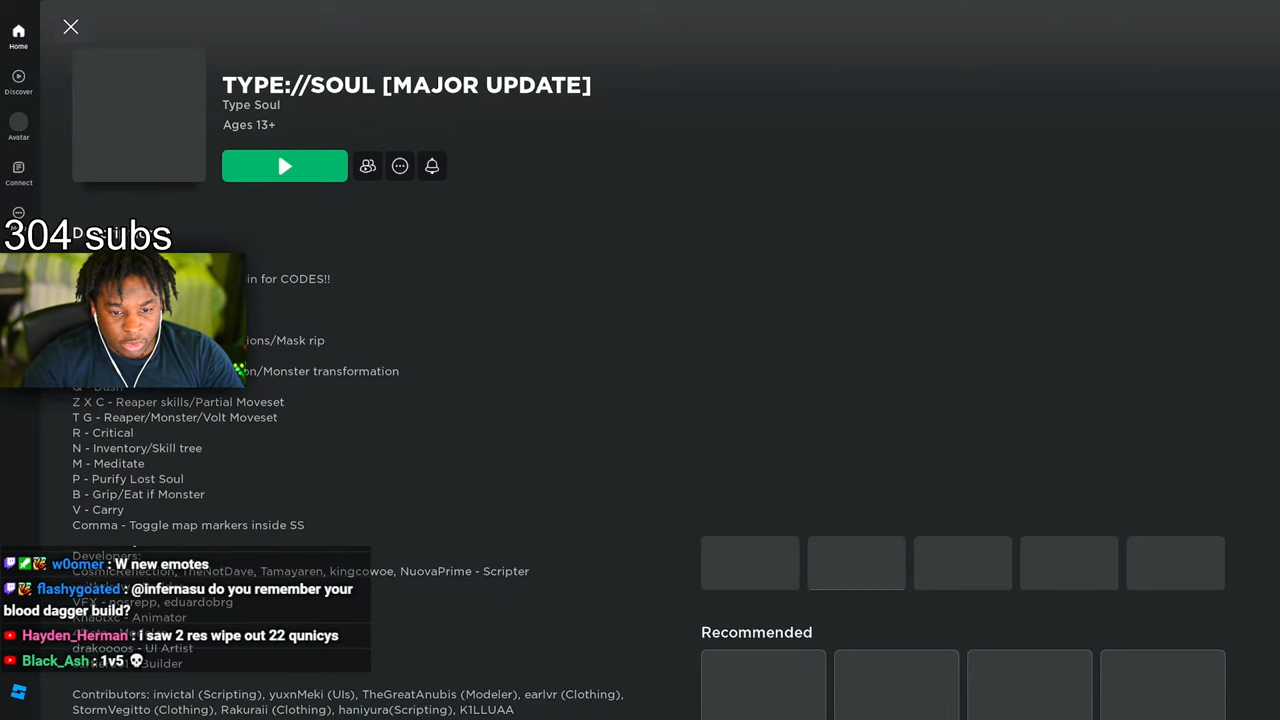 Home
Discover
Avatar
Connect
TYPE://SOUL [MAJOR UPDATE]
Type Soul
Ages 13+
304 subs
in for CODES!!
ions/Mask rip
on/Monster transformation
Z X C - Reaper skills/Partial Moveset
T G - Reaper/Monster/Volt Moveset
R - Critical
N - Inventory/Skill tree
M - Meditate
P - Purify Lost Soul
B - Grip/Eat if Monster
V - Carry
Comma - Toggle map markers inside SS
Developers:
CosmicReflection, TheNotDave, Tamayaren, kingcowoe, NuovaPrime - Scripter
VFX - nosrepp, eduardobrg
Khaotxc - Animator
drakoooos - UI Artist
Builder
Contributors: invictal (Scripting), yuxnMeki (UIs), TheGreatAnubis (Modeler), earlvr (Clothing),
StormVegitto (Clothing), Rakuraii (Clothing), haniyura(Scripting), K1LLUAA
w0omer : W new emotes
flashygoated : @Infernasu do you remember your
blood dagger build?
Hayden_Herman : i saw 2 res wipe out 22 qunicys
Black_Ash : 1v5 💀
Recommended